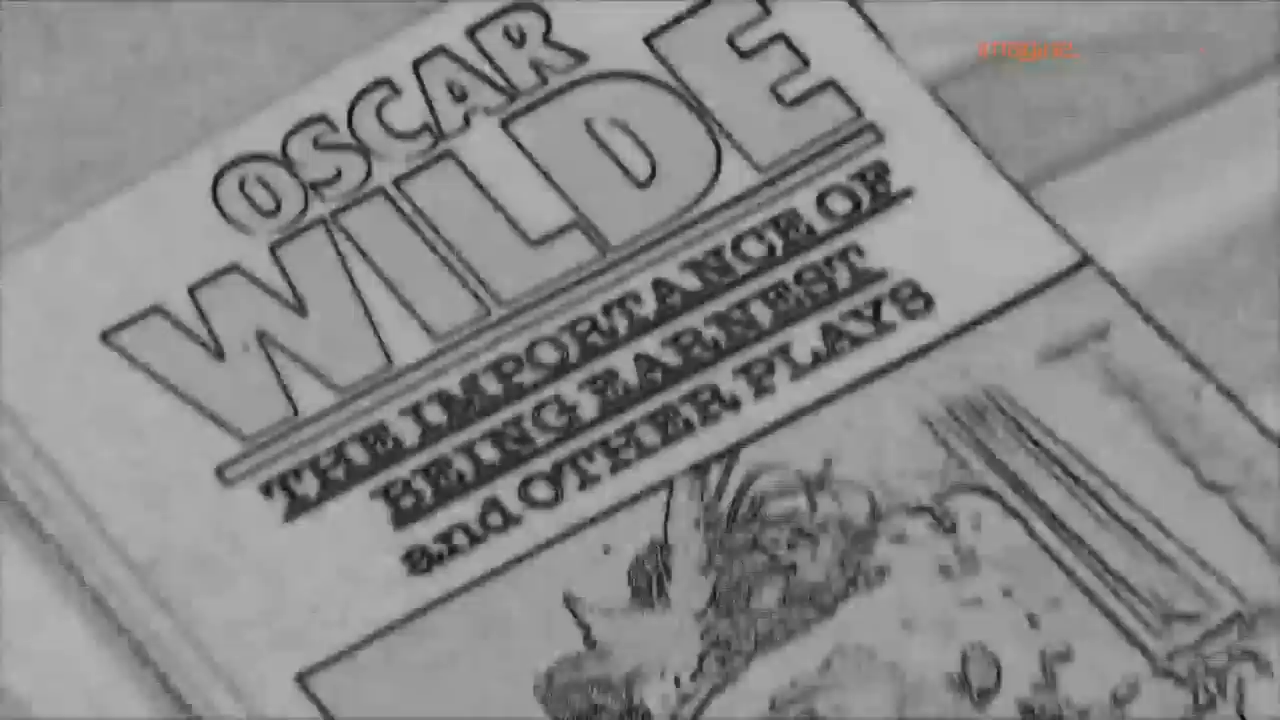 OSCAR
WILDE
THE IMPORTANCE OF
BEING EARNEST
and OTHER PLAYS